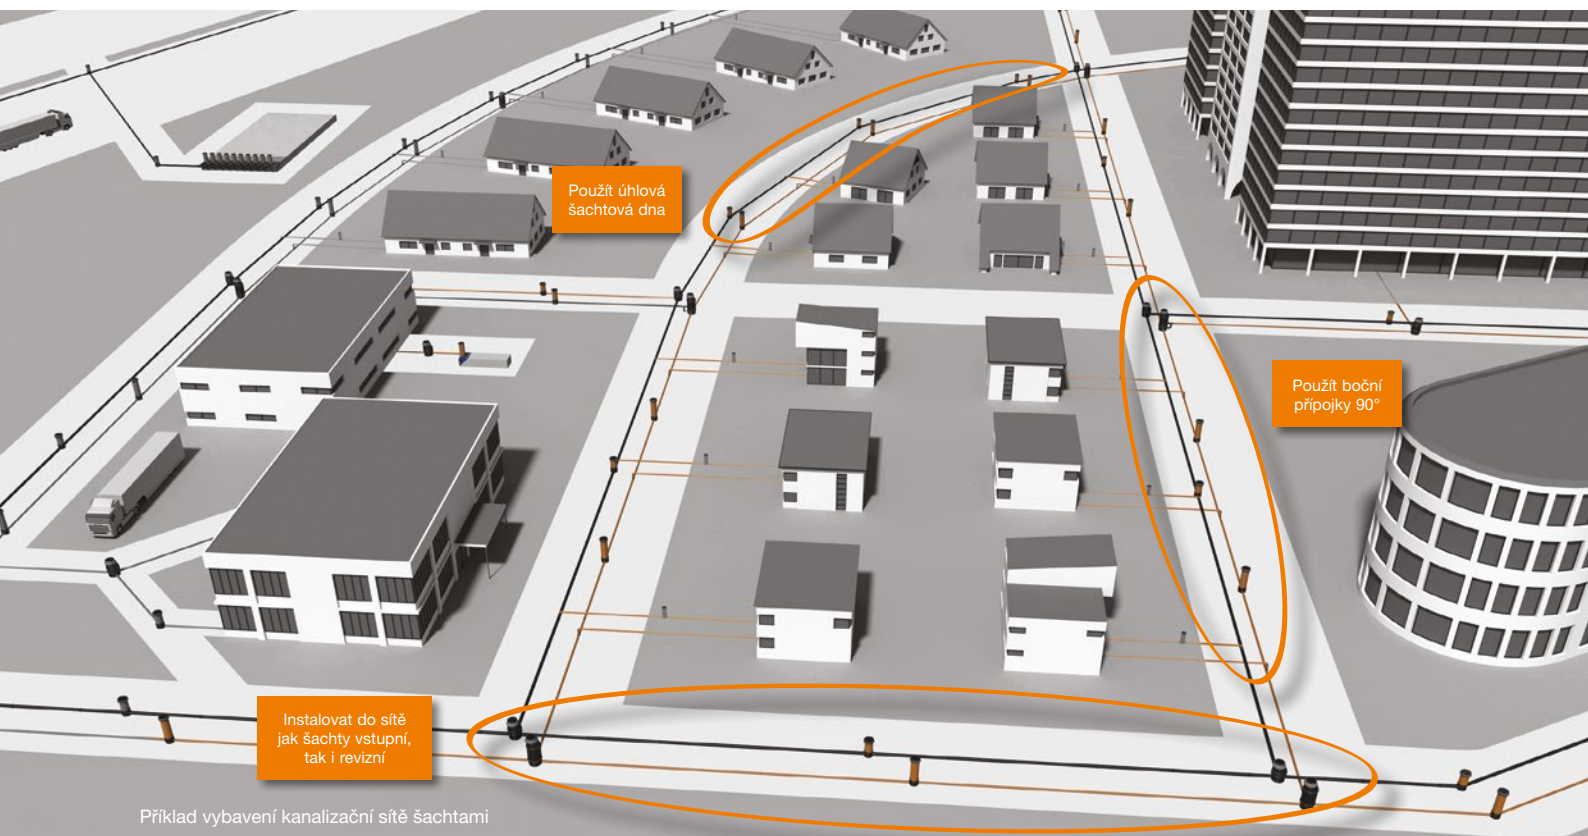 Použít úhlová
šachtová dna
Použít boční
přípojky 90°
Instalovat do sítě
jak šachty vstupní,
tak i revizní
Příklad vybavení kanalizační sítě šachtami